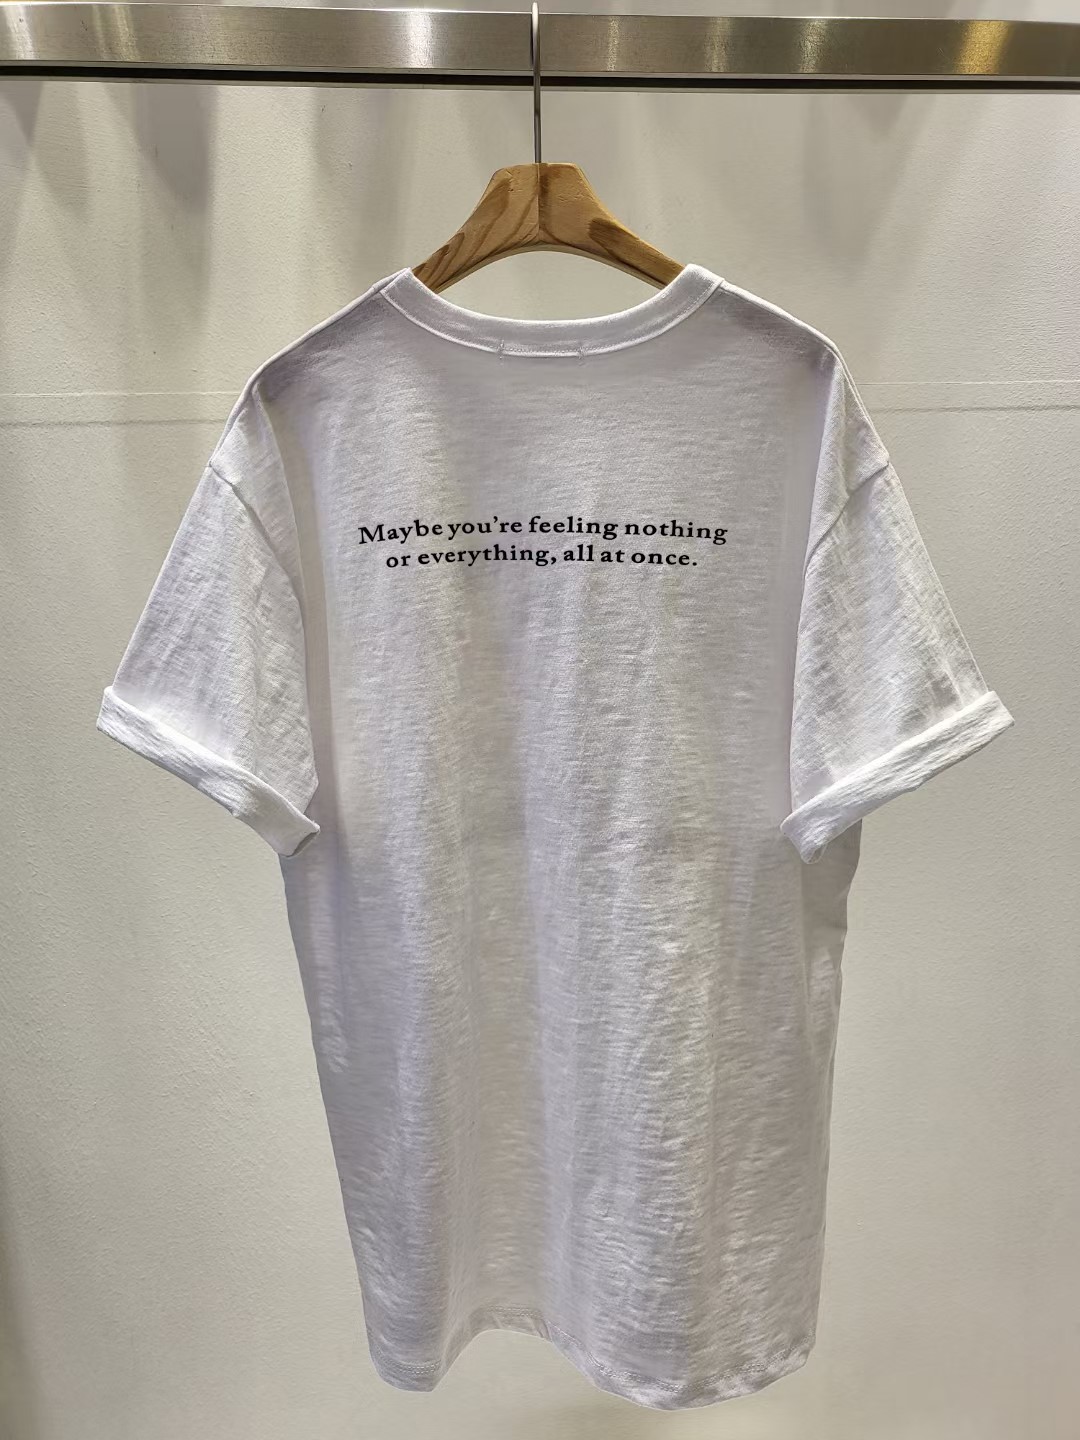 Maybe you're feeling nothing
or everything, all at once.